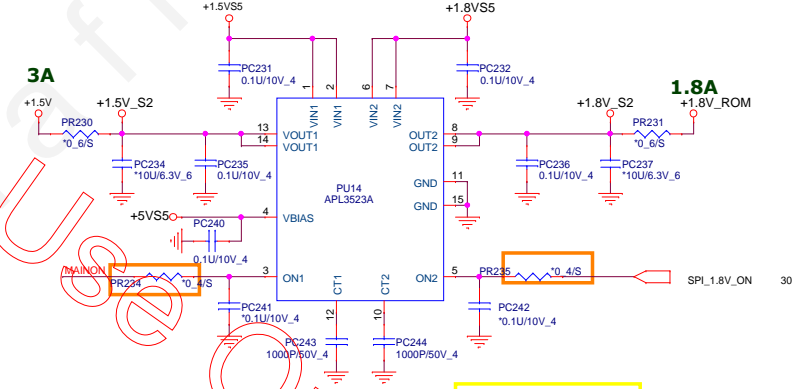 +1.5VS5
+1.8VS5
PC231
0.1U/10V_4
PC232
0.1U/10V_4
3A
1.8A
+1.5V
+1.5V_S2
+1.8V_S2
+1.8V_ROM
PR230
*0_6/S
PR231
*0_6/S
1
2
6
7
VIN1
VIN1
VIN2
VIN2
13
VOUT1
OUT2
8
14
VOUT1
OUT2
9
PC234
*10U/6.3V_6
PC235
0.1U/10V_4
PC236
0.1U/10V_4
PC237
*10U/6.3V_6
GND
11
PU14
APL3523A
GND
15
+5VS5
4
VBIAS
PC240
0.1U/10V_4
MAINON
PR234
*0_4/S
3
ON1
ON2
5
PR235
*0_4/S
SPI_1.8V_ON
30
CT1
CT2
12
10
PC241
*0.1U/10V_4
PC242
*0.1U/10V_4
PC243
1000P/50V_4
PC244
1000P/50V_4
U
s
e
a
f